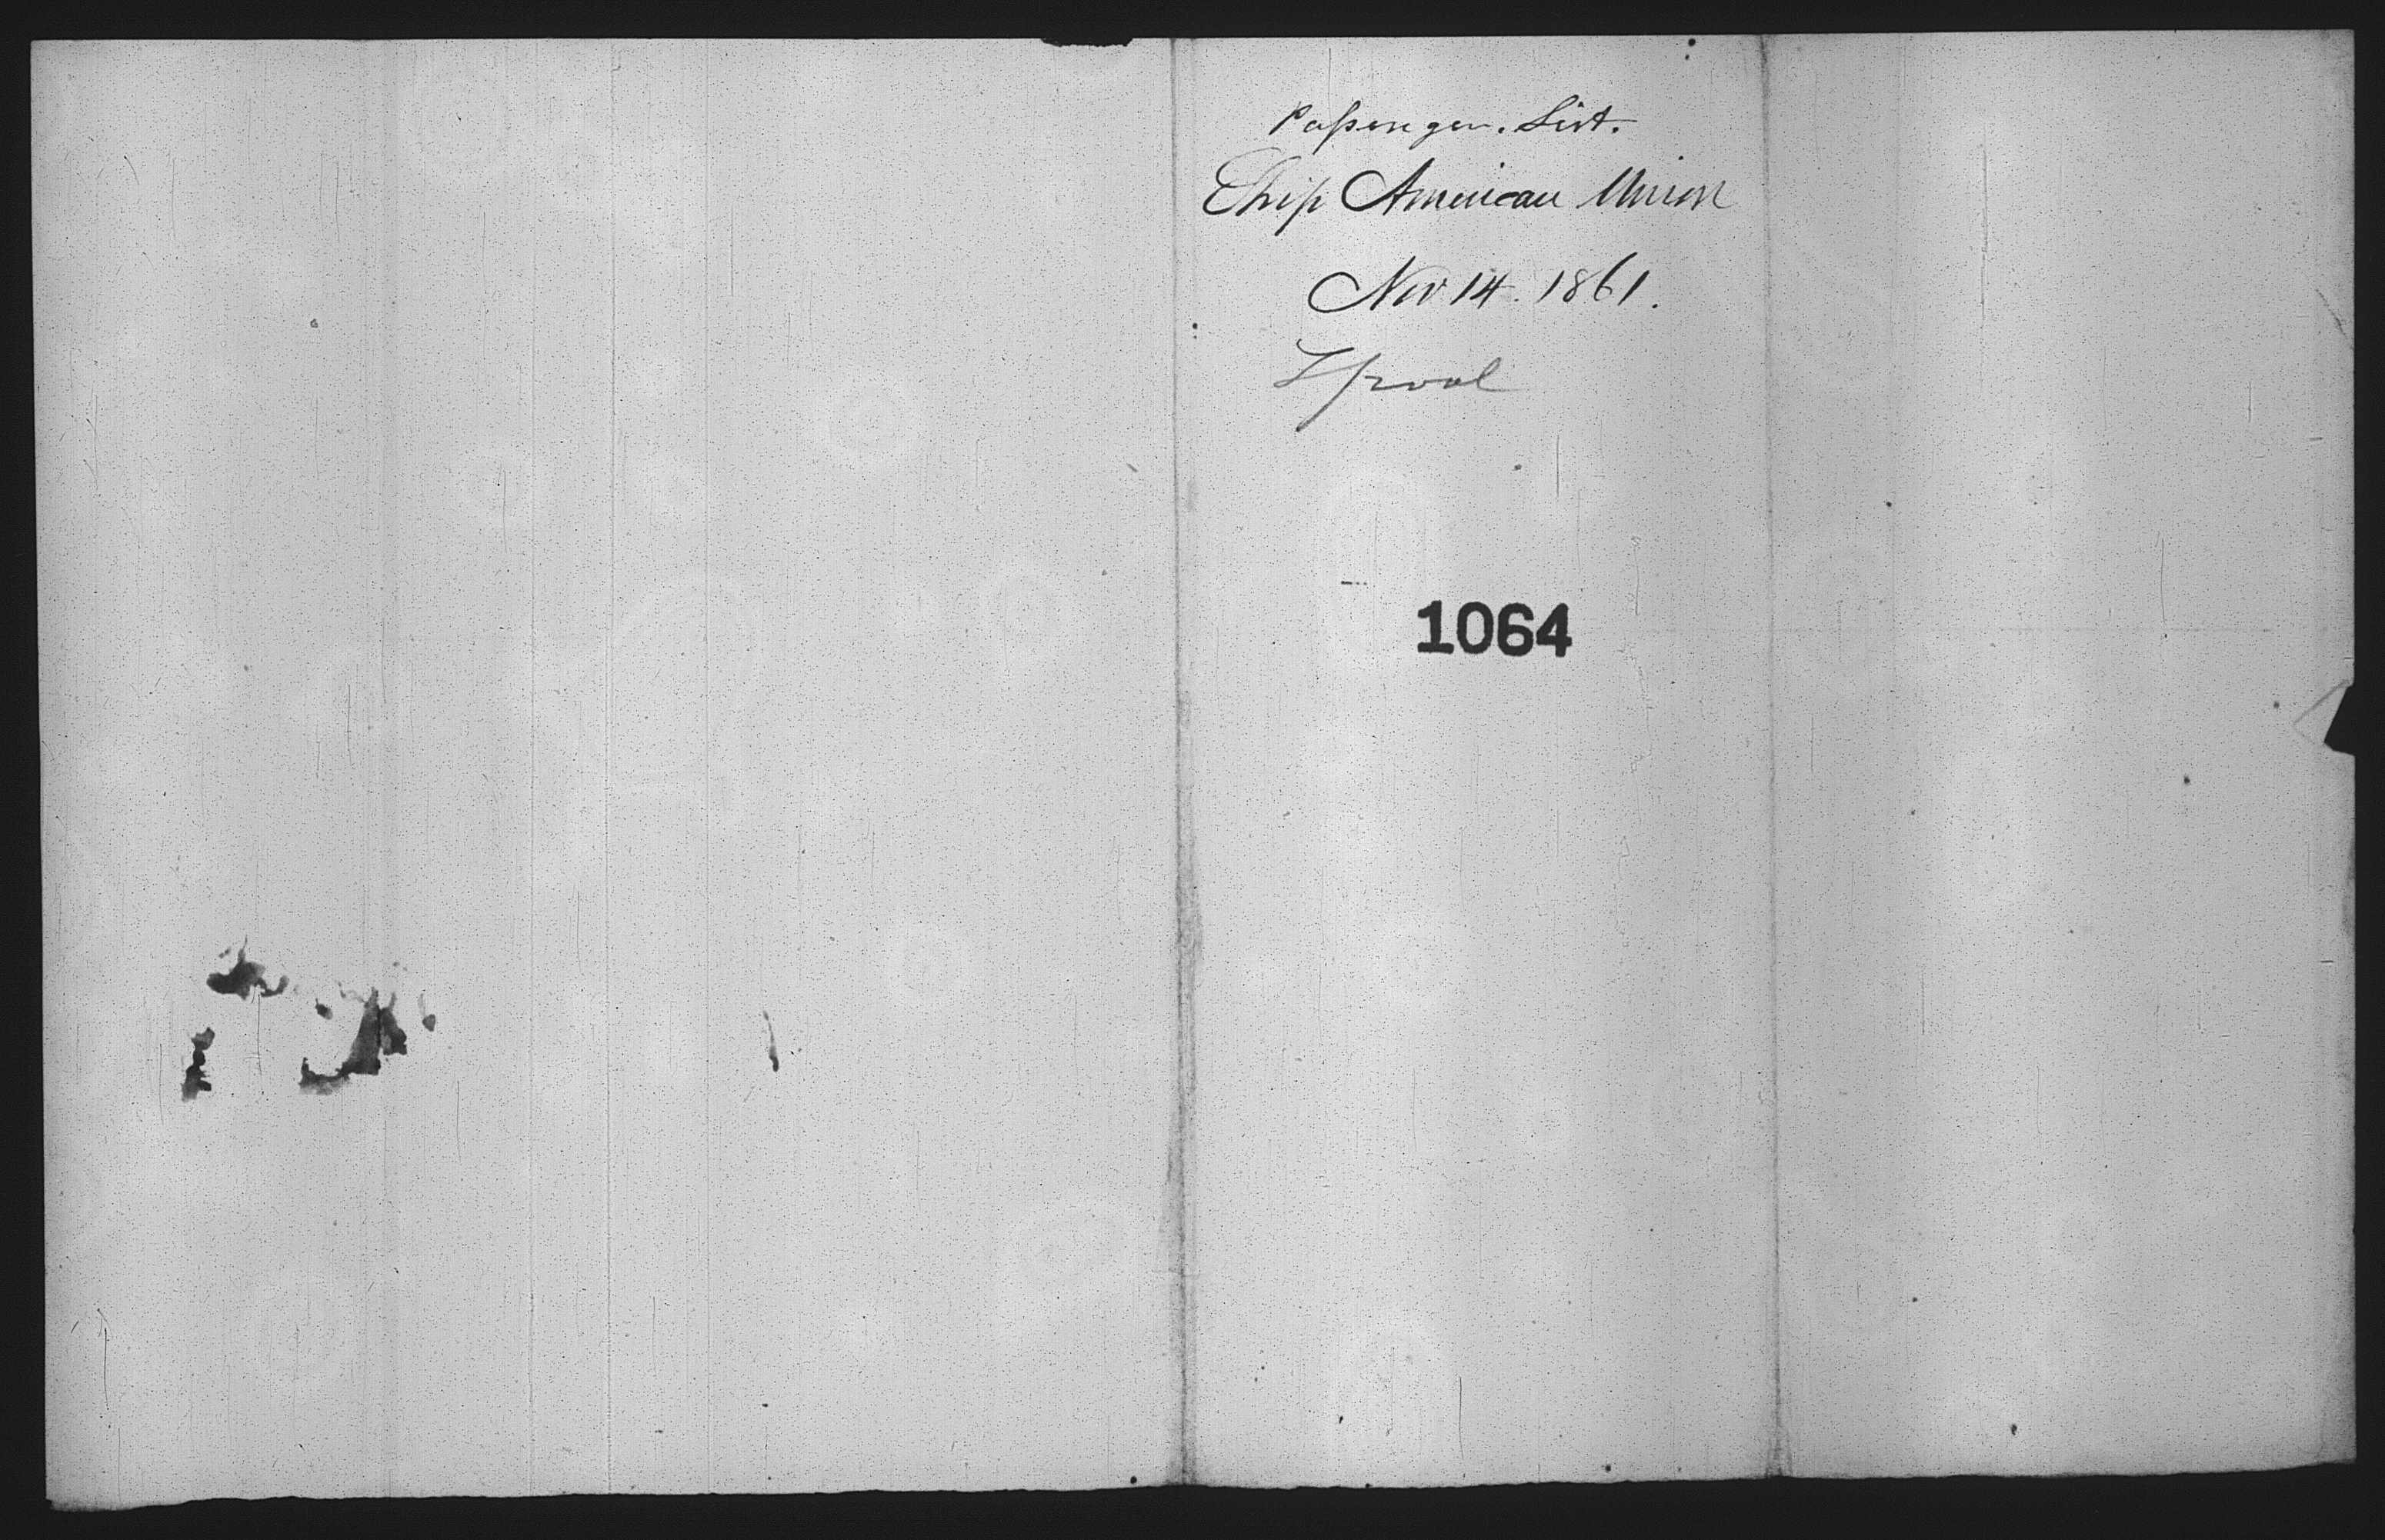 Passenger. List.
Ship American Union
Nov 14. 1861.
Lpool
1064